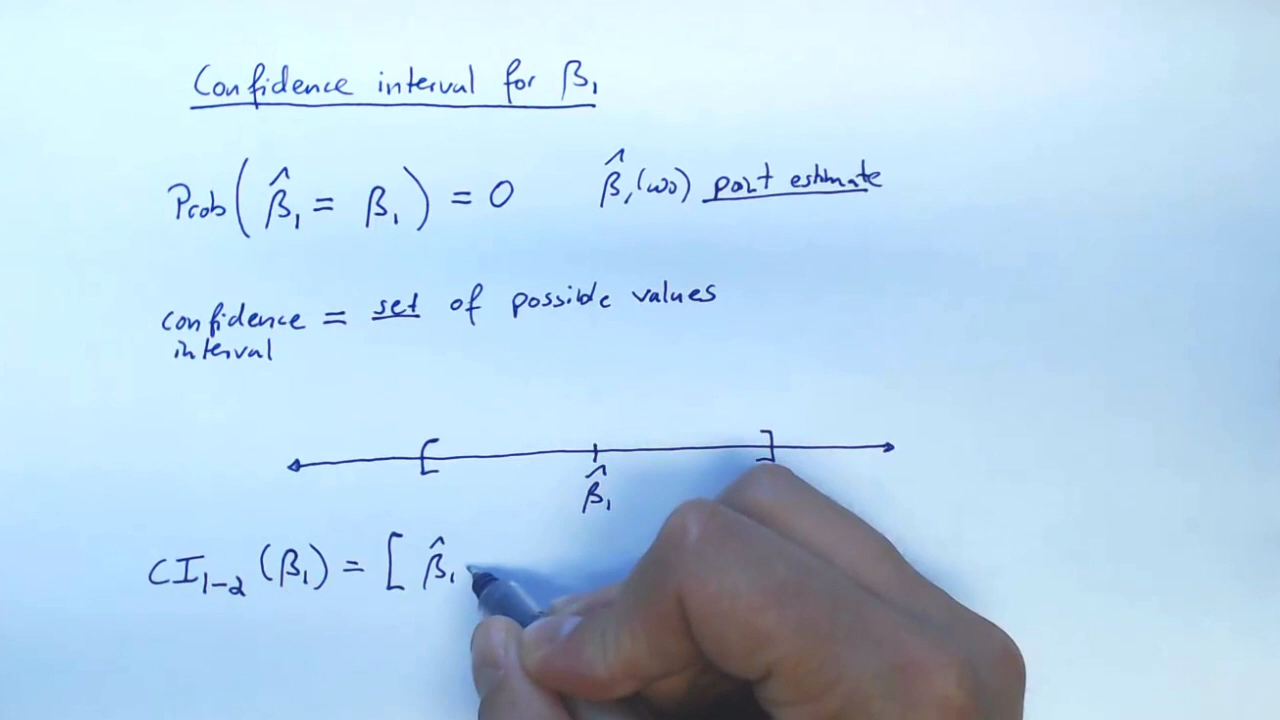 Confidence interval for β₁
Prob(β̂₁ = β₁) = 0 β̂₁(ω₀) point estimate
confidence = set of possible values
interval
[ ]
β̂₁
CI₁₋α(β₁) = [ β̂₁